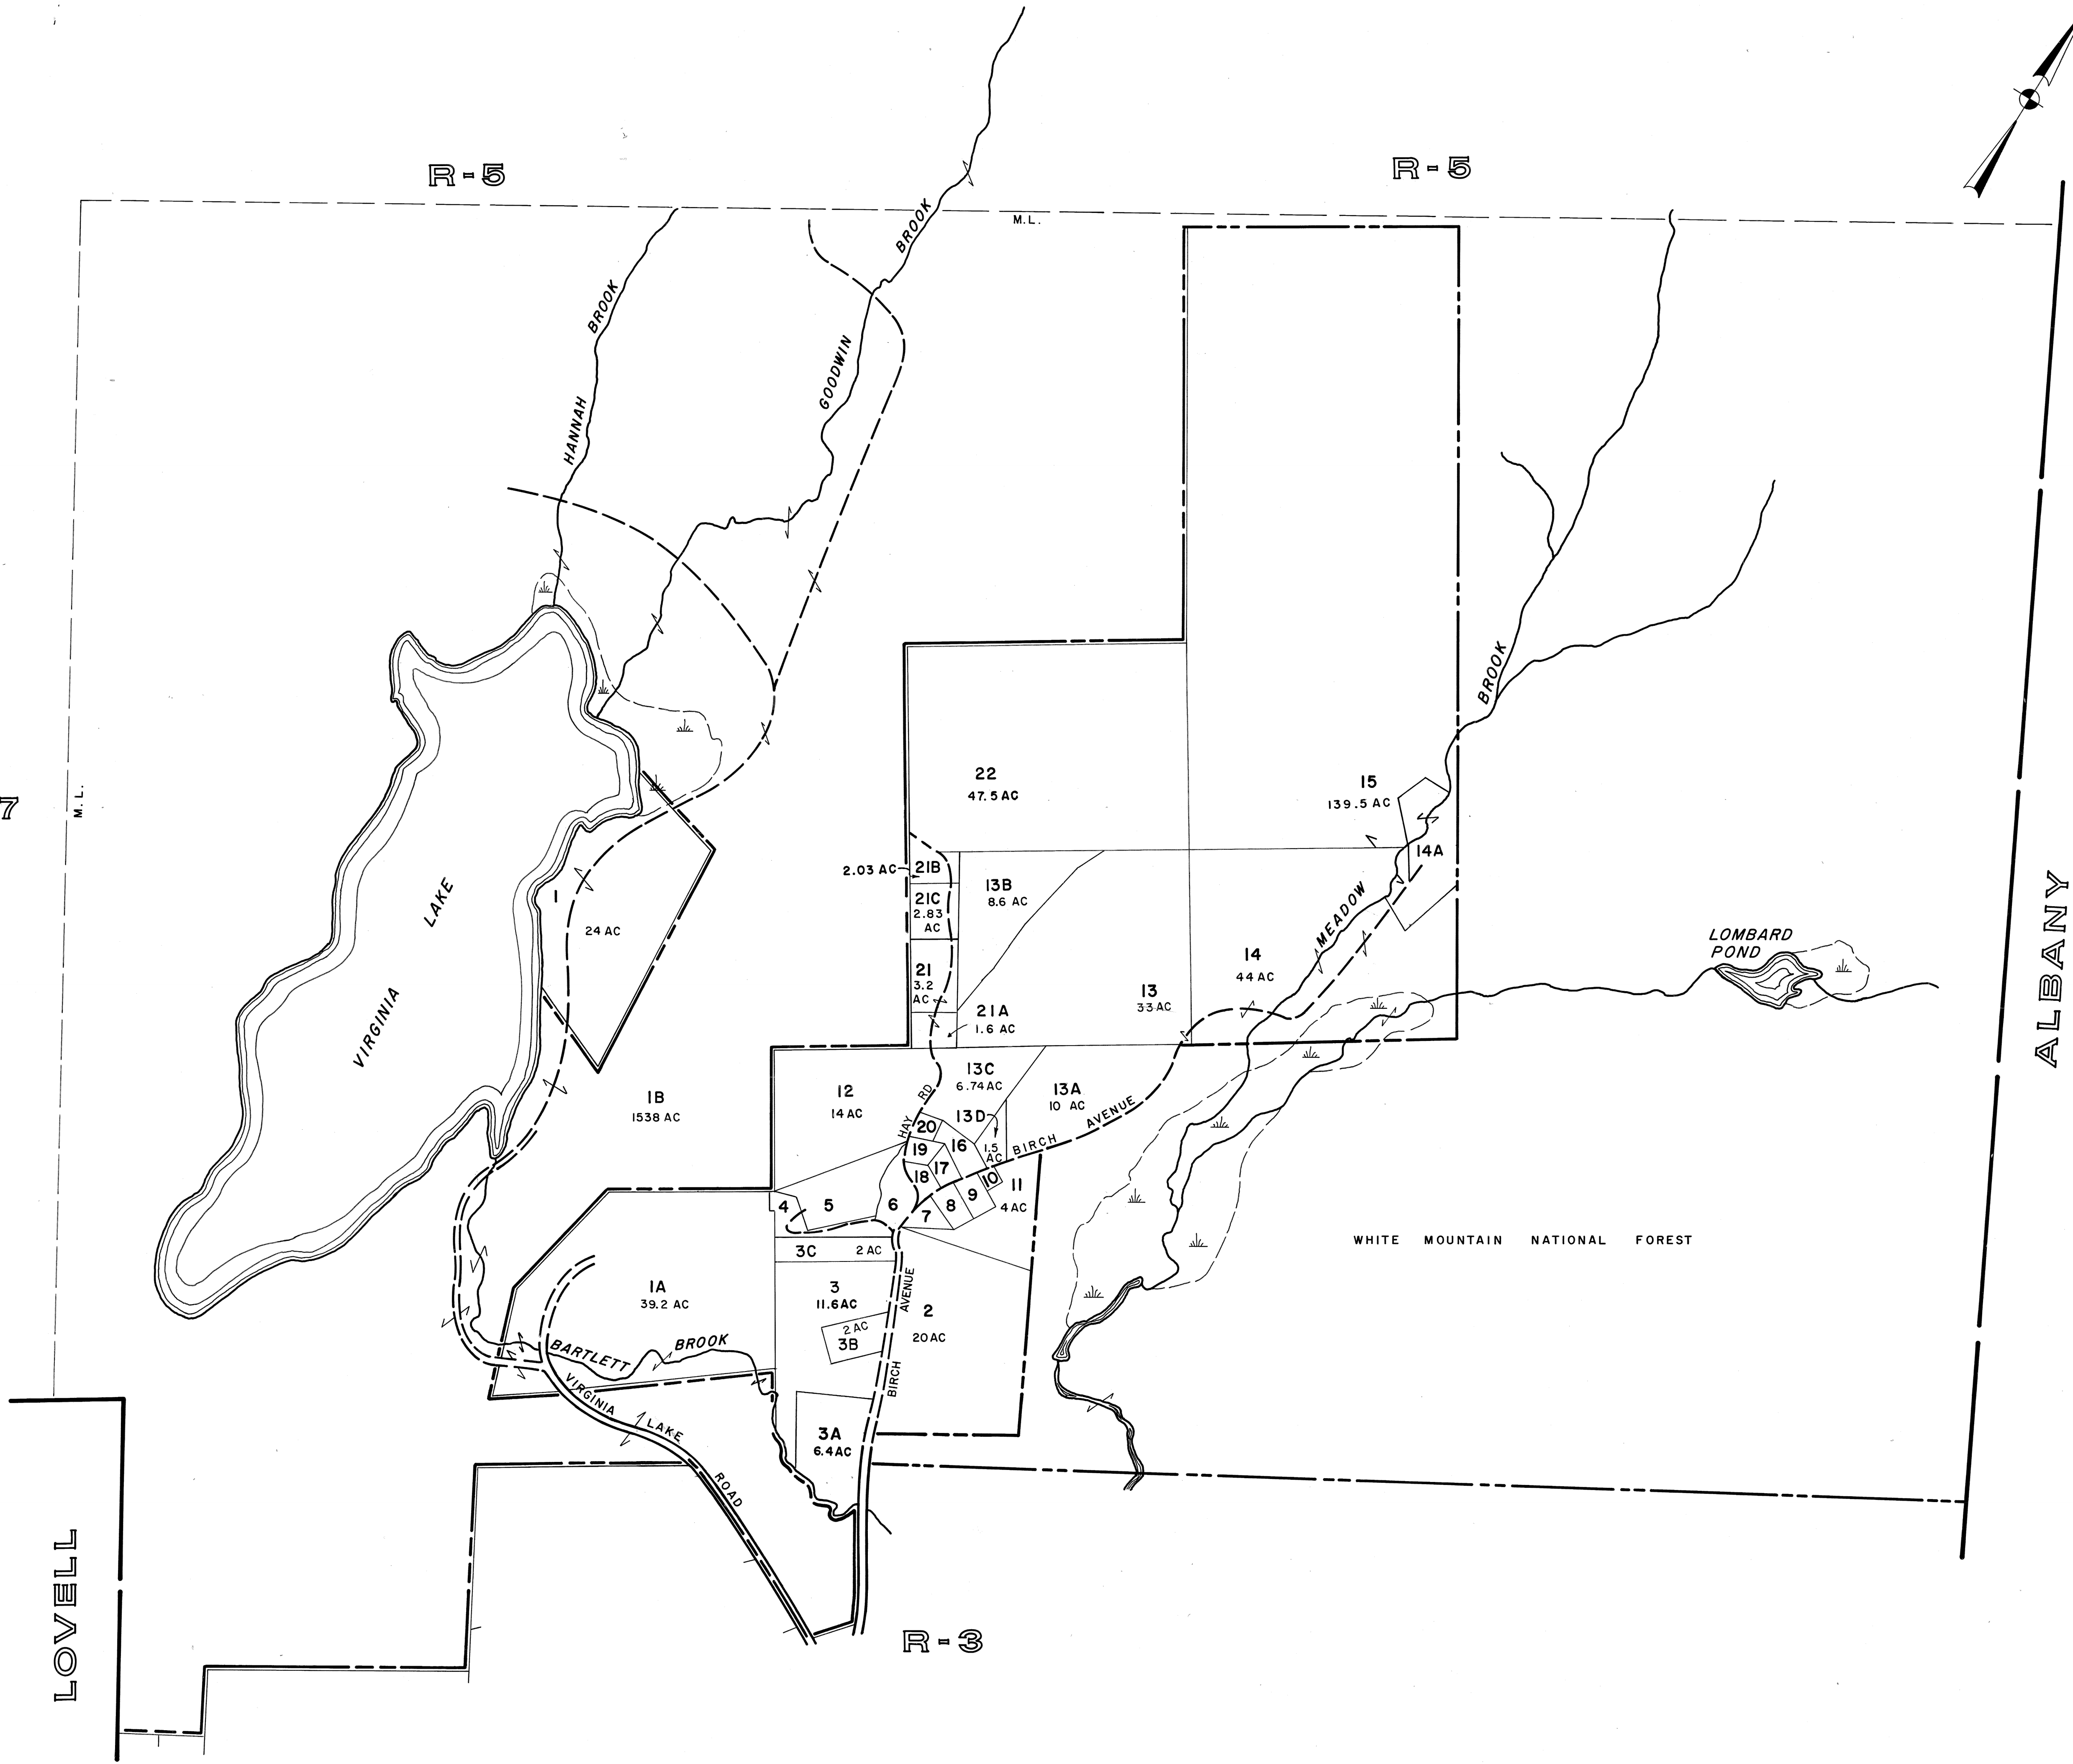 R-5
R-5
M.L.
BROOK
GOODWIN
BROOK
HANNAH
BROOK
7
M.L.
22
47.5 AC
15
139.5 AC
14A
2.03 AC
21B
21C
2.83
AC
13B
8.6 AC
1
24 AC
VIRGINIA LAKE
21
3.2
AC
21A
1.6 AC
14
44 AC
13
33 AC
MEADOW
BROOK
LOMBARD
POND
ALBANY
1B
1538 AC
12
14 AC
13C
6.74 AC
13A
10 AC
HAY RD
13D
1.5
AC
BIRCH AVENUE
20
19
16
17
18
10
11
4 AC
9
8
7
6
5
4
3C
2 AC
WHITE MOUNTAIN NATIONAL FOREST
1A
39.2 AC
3
11.6 AC
2 AC
3B
2
20 AC
BIRCH AVENUE
BARTLETT BROOK
VIRGINIA LAKE ROAD
3A
6.4 AC
LOVELL
R-3